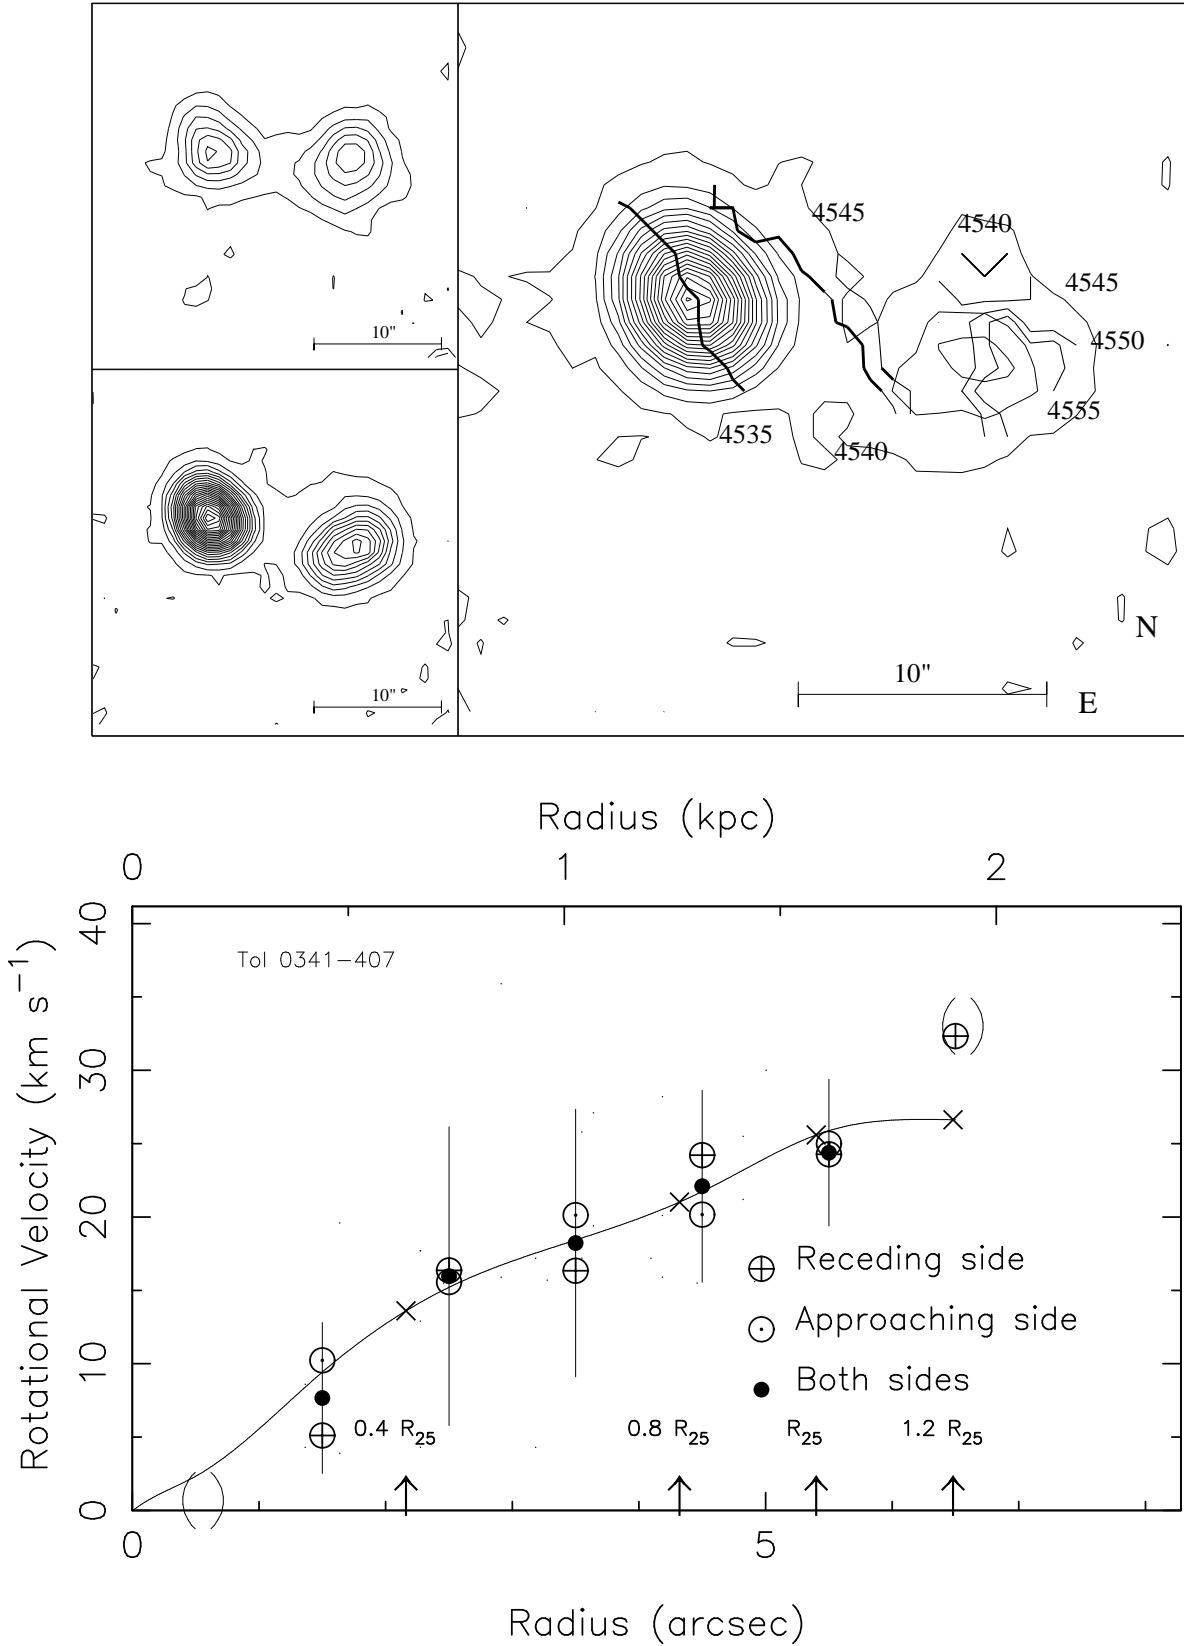 10"
10"
4545
4540
4545
4550
4555
4535
4540
N
10"
E
Radius (kpc)
0 1 2
Rotational Velocity (km s−1)
40
30
20
10
0
Tol 0341−407
Receding side
Approaching side
Both sides
0.4 R25 0.8 R25 R25 1.2 R25
0 5
Radius (arcsec)